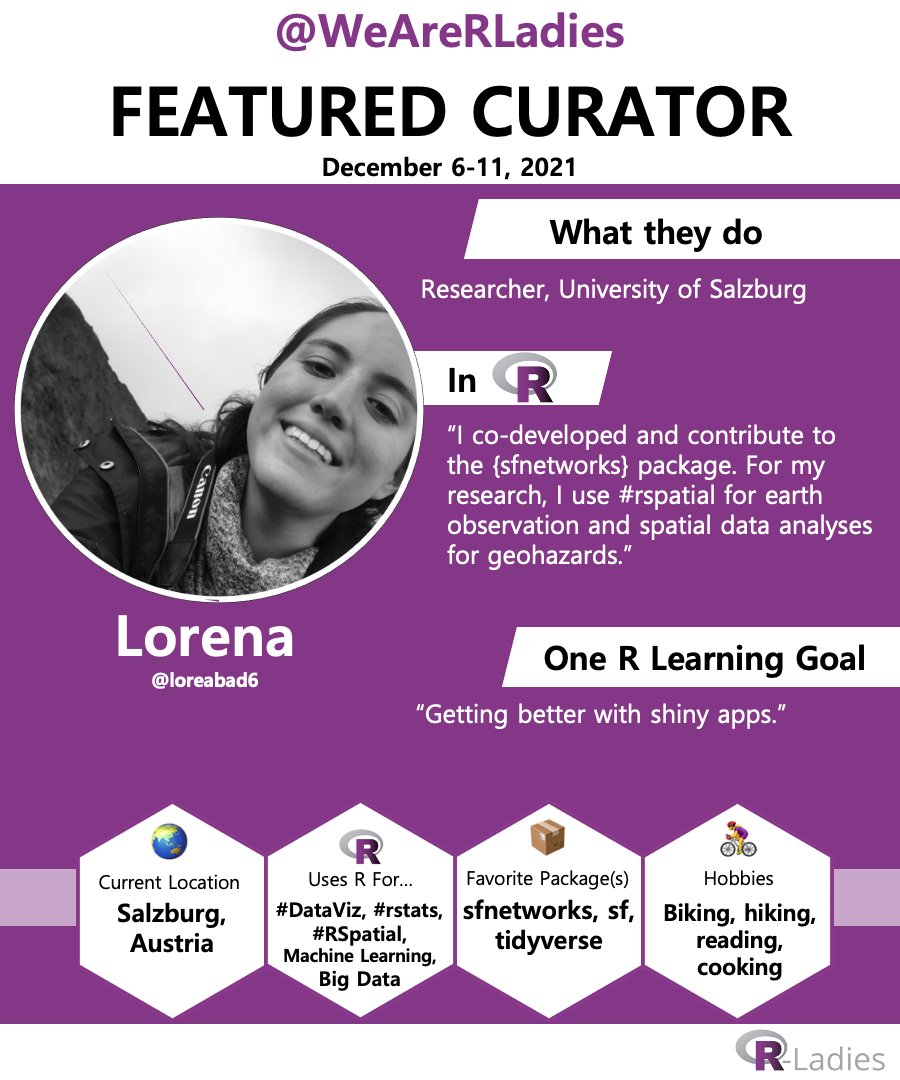 @WeAreRLadies
FEATURED CURATOR
December 6-11, 2021
What they do
Researcher, University of Salzburg
In R
“I co-developed and contribute to
the {sfnetworks} package. For my
research, I use #rspatial for earth
observation and spatial data analyses
for geohazards.”
Canon
Lorena
@loreabad6
One R Learning Goal
“Getting better with shiny apps.”
Current Location
Salzburg,
Austria
R
Uses R For...
#DataViz, #rstats,
#RSpatial,
Machine Learning,
Big Data
Favorite Package(s)
sfnetworks, sf,
tidyverse
Hobbies
Biking, hiking,
reading,
cooking
R-Ladies